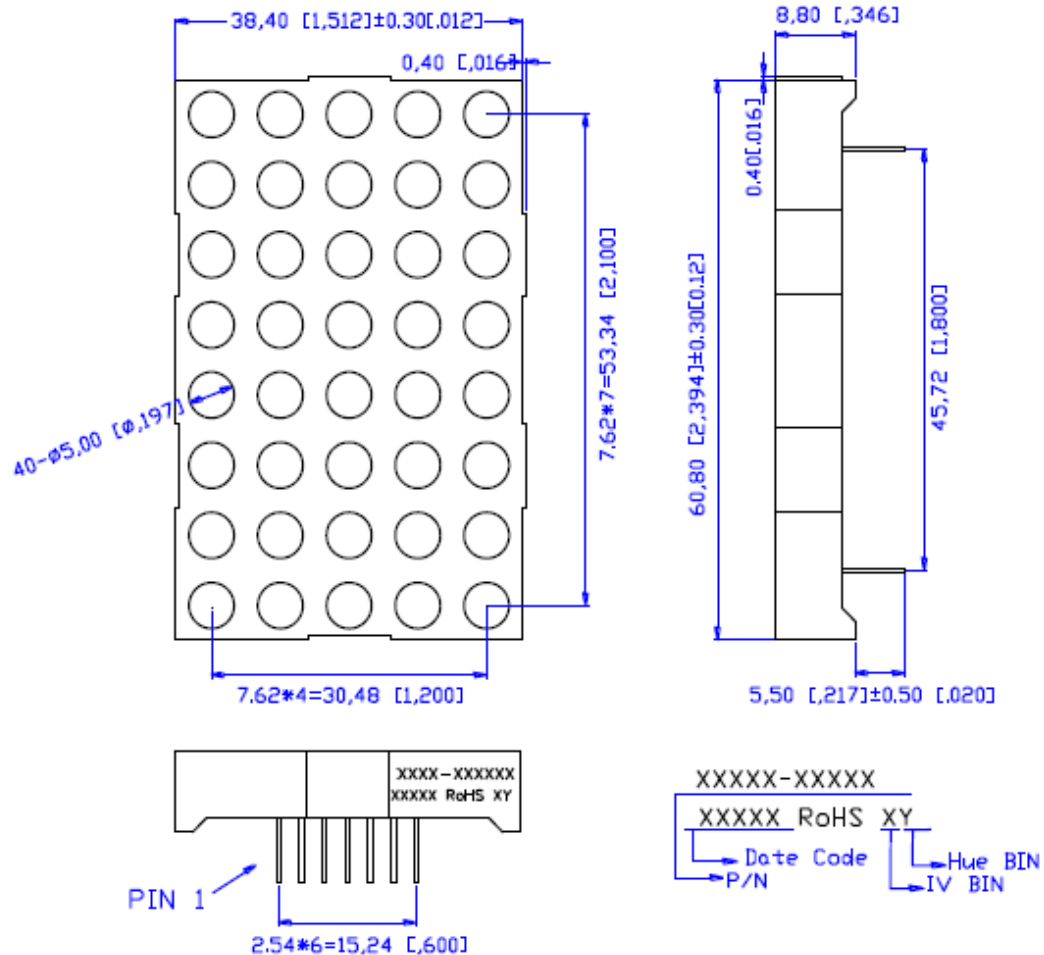 38,40 [1,512]±0.30[.012]
8,80 [,346]
0,40 [,016]
0.40[.016]
7.62*7=53,34 [2,100]
60,80 [2,394]±0.30[0.12]
45,72 [1,800]
40-ø5,00 [ø,197]
7.62*4=30,48 [1,200]
5,50 [,217]±0.50 [.020]
XXXX-XXXXXX
XXXXX RoHS XY
PIN 1
2.54*6=15,24 [,600]
XXXXX-XXXXX
XXXXX RoHS XY
Date Code
Hue BIN
P/N
IV BIN